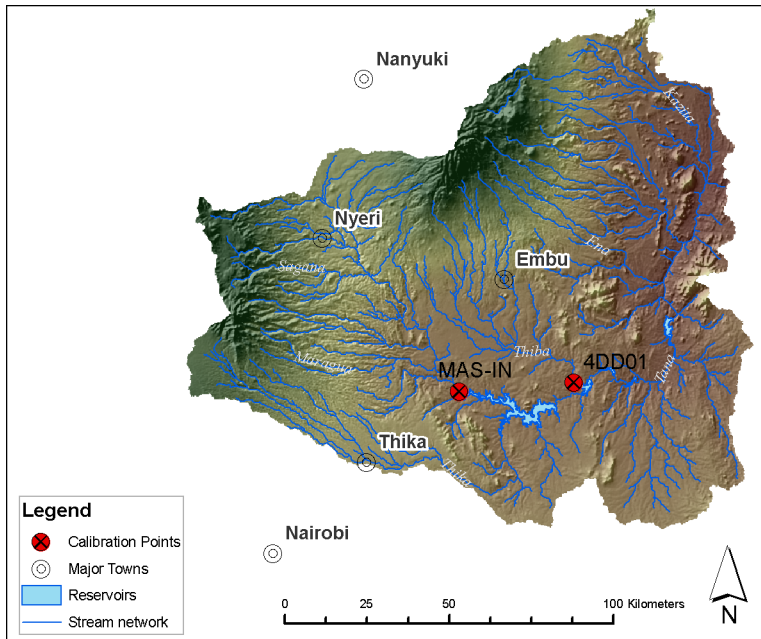 Nanyuki
Kazita
Nyeri
Ena
Embu
Sagana
Thiba
4DD01
Tana
Maragua
MAS-IN
Thika
Thika
Legend
Calibration Points
Major Towns
Reservoirs
Stream network
Nairobi
0 25 50 100 Kilometers
N